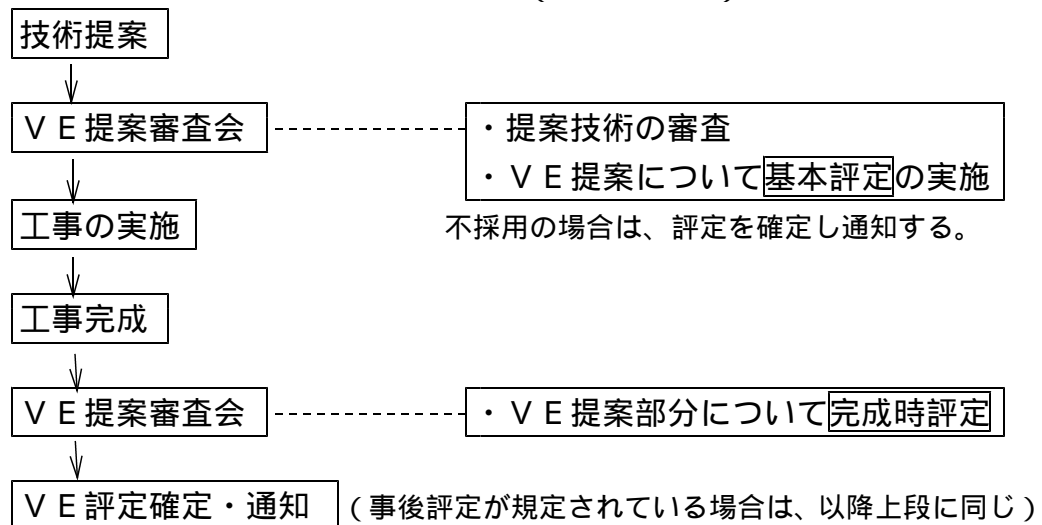 技術提案
ＶＥ提案審査会 ・提案技術の審査
・ＶＥ提案について基本評定の実施
工事の実施 不採用の場合は、評定を確定し通知する。
工事完成
ＶＥ提案審査会 ・ＶＥ提案部分について完成時評定
ＶＥ評定確定・通知 (事後評定が規定されている場合は、以降上段に同じ)